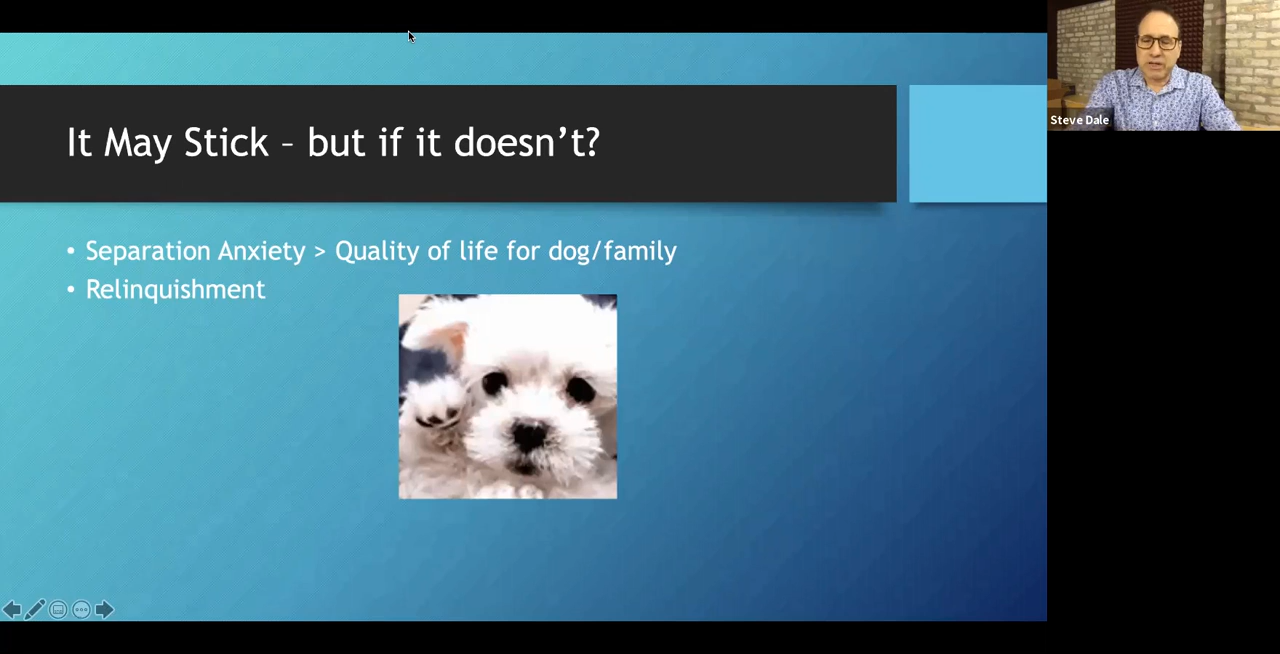 It May Stick – but if it doesn’t?
• Separation Anxiety > Quality of life for dog/family
• Relinquishment
Steve Dale